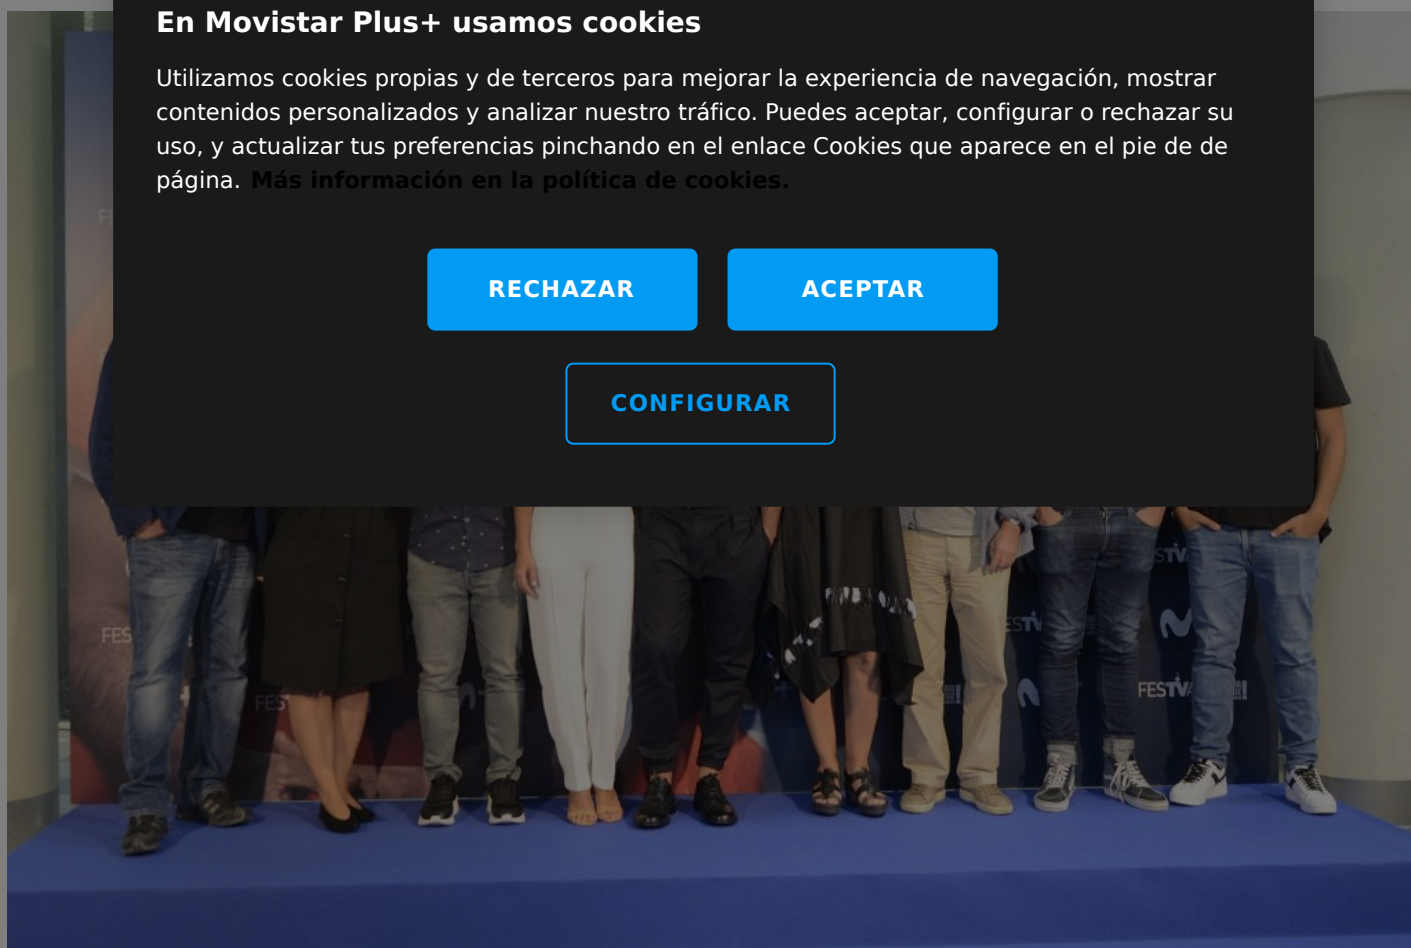 En Movistar Plus+ usamos cookies
Utilizamos cookies propias y de terceros para mejorar la experiencia de navegación, mostrar
contenidos personalizados y analizar nuestro tráfico. Puedes aceptar, configurar o rechazar su
uso, y actualizar tus preferencias pinchando en el enlace Cookies que aparece en el pie de de
página. Más información en la política de cookies.
RECHAZAR
ACEPTAR
CONFIGURAR